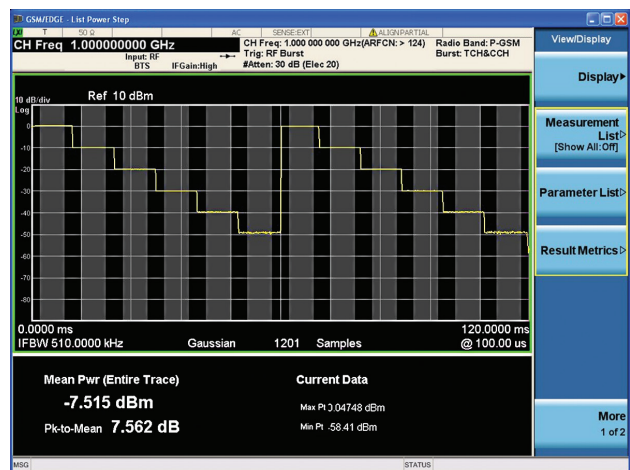 GSM/EDGE - List Power Step
T 50 Ω AC SENSE:EXT ALIGN PARTIAL
CH Freq 1.000000000 GHz
Input: RF
BTS IFGain:High
CH Freq: 1.000 000 000 GHz(ARFCN: > 124) Radio Band: P-GSM
Trig: RF Burst Burst: TCH&CCH
#Atten: 30 dB (Elec 20)
View/Display
Display
Measurement
List
[Show All:Off]
Parameter List
Result Metrics
More
1 of 2
10 dB/div Ref 10 dBm
Log
0
-10
-20
-30
-40
-50
-60
-70
-80
0.0000 ms 120.0000 ms
IFBW 510.0000 kHz Gaussian 1201 Samples @ 100.00 us
Mean Pwr (Entire Trace) Current Data
-7.515 dBm
Max Pt 0.04748 dBm
Pk-to-Mean 7.562 dB
Min Pt -58.41 dBm
MSG STATUS